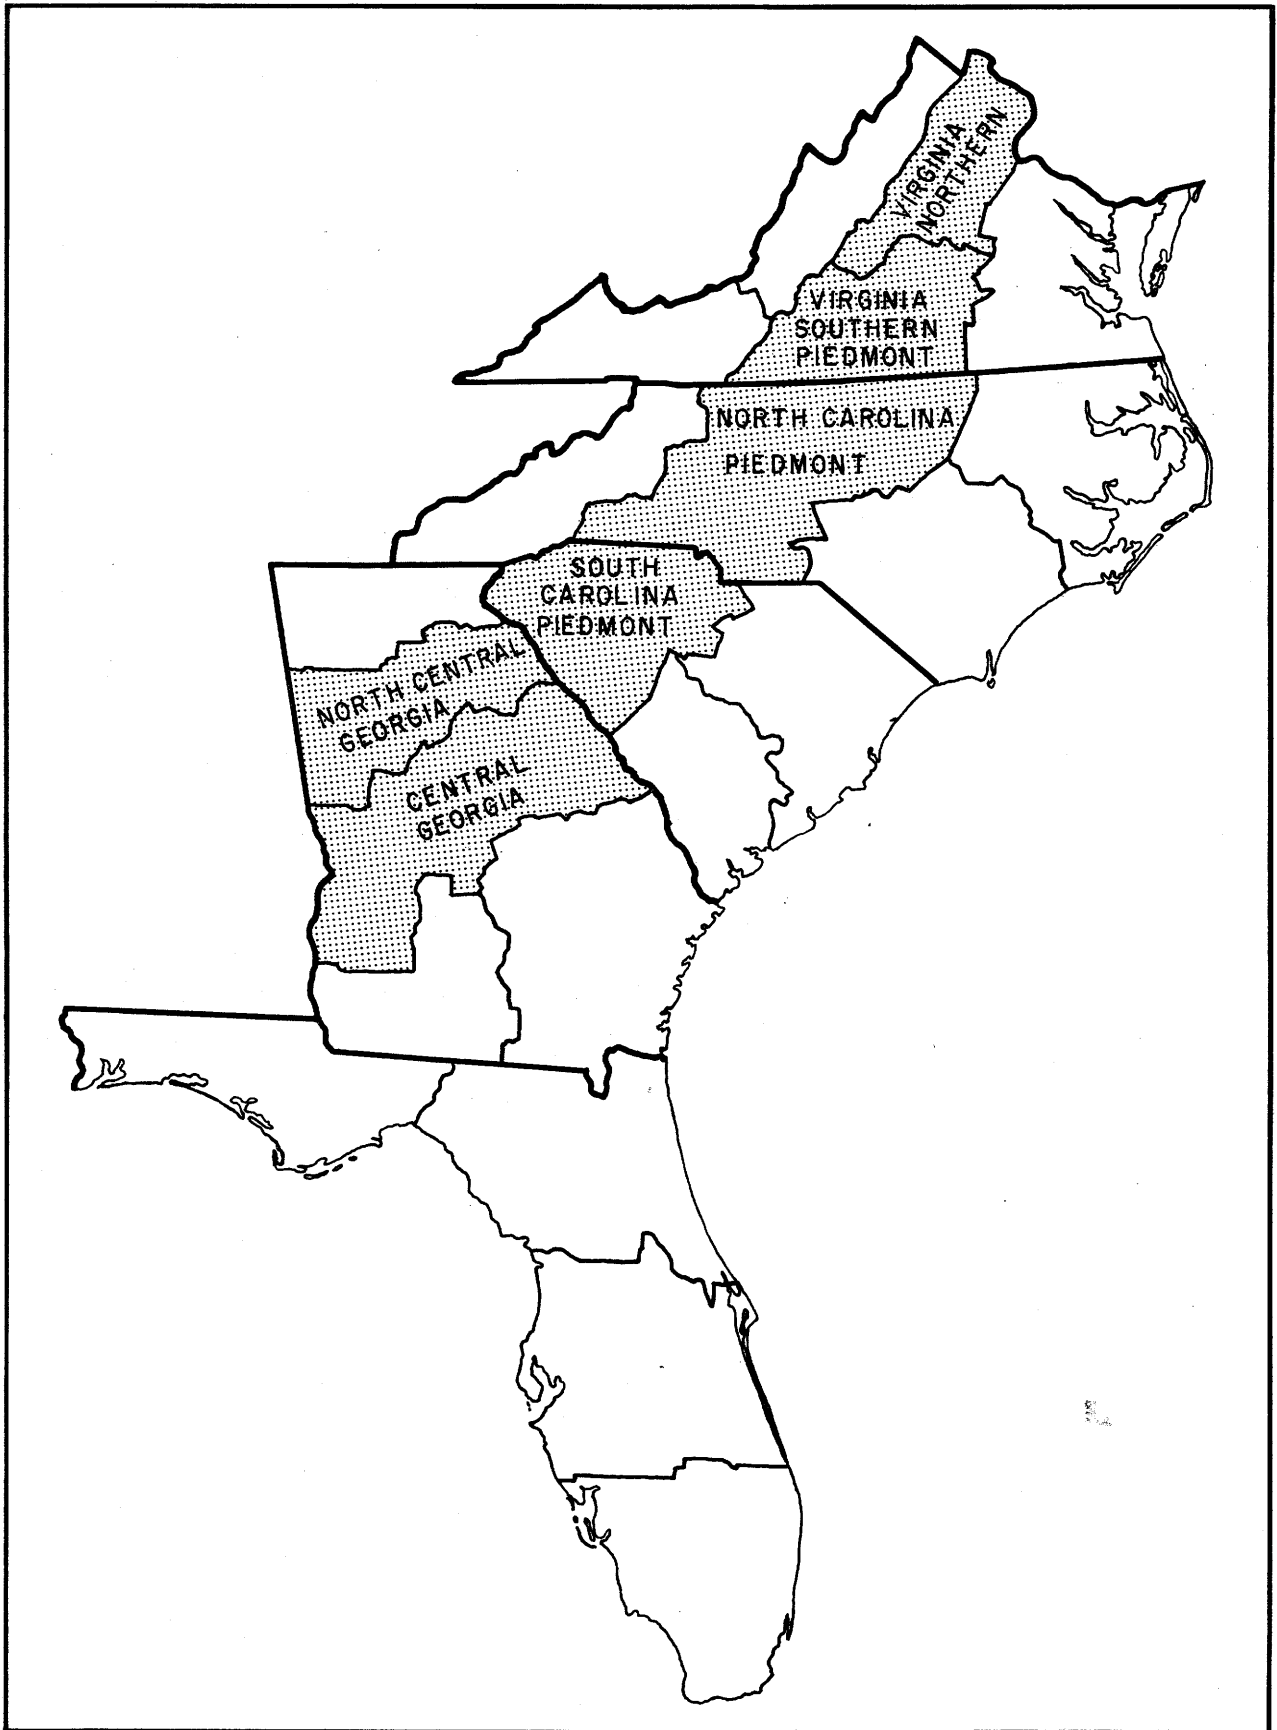 VIRGINIA
NORTHERN
VIRGINIA
SOUTHERN
PIEDMONT
NORTH CAROLINA
PIEDMONT
SOUTH
CAROLINA
PIEDMONT
NORTH CENTRAL
GEORGIA
CENTRAL
GEORGIA